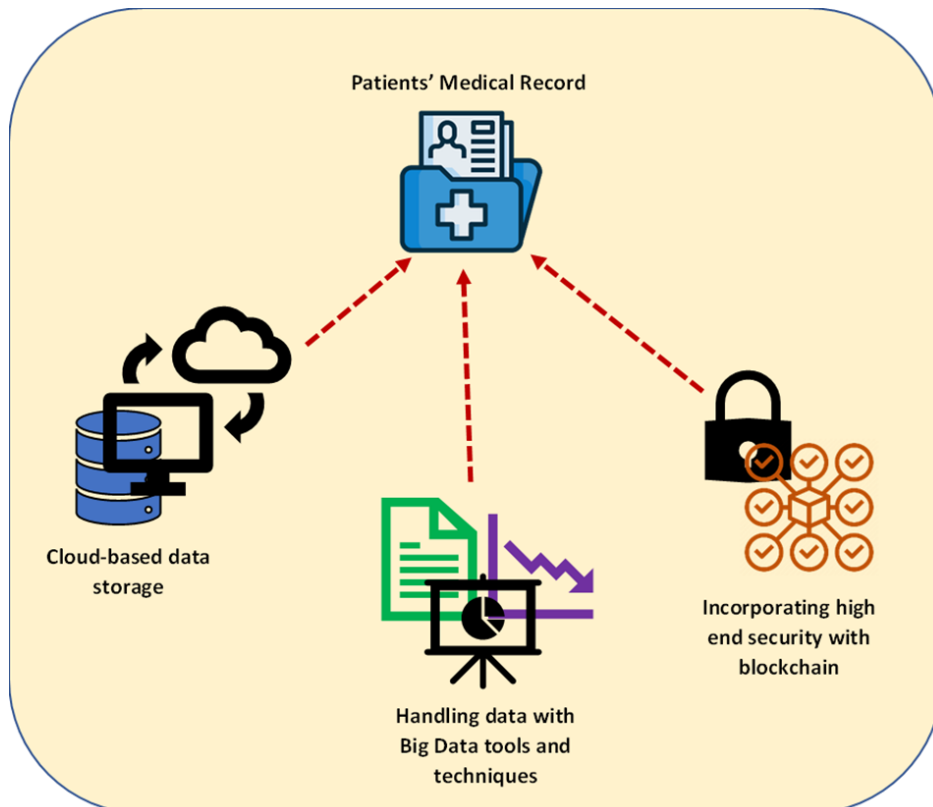 Patients' Medical Record
Cloud-based data
storage
Handling data with
Big Data tools and
techniques
Incorporating high
end security with
blockchain